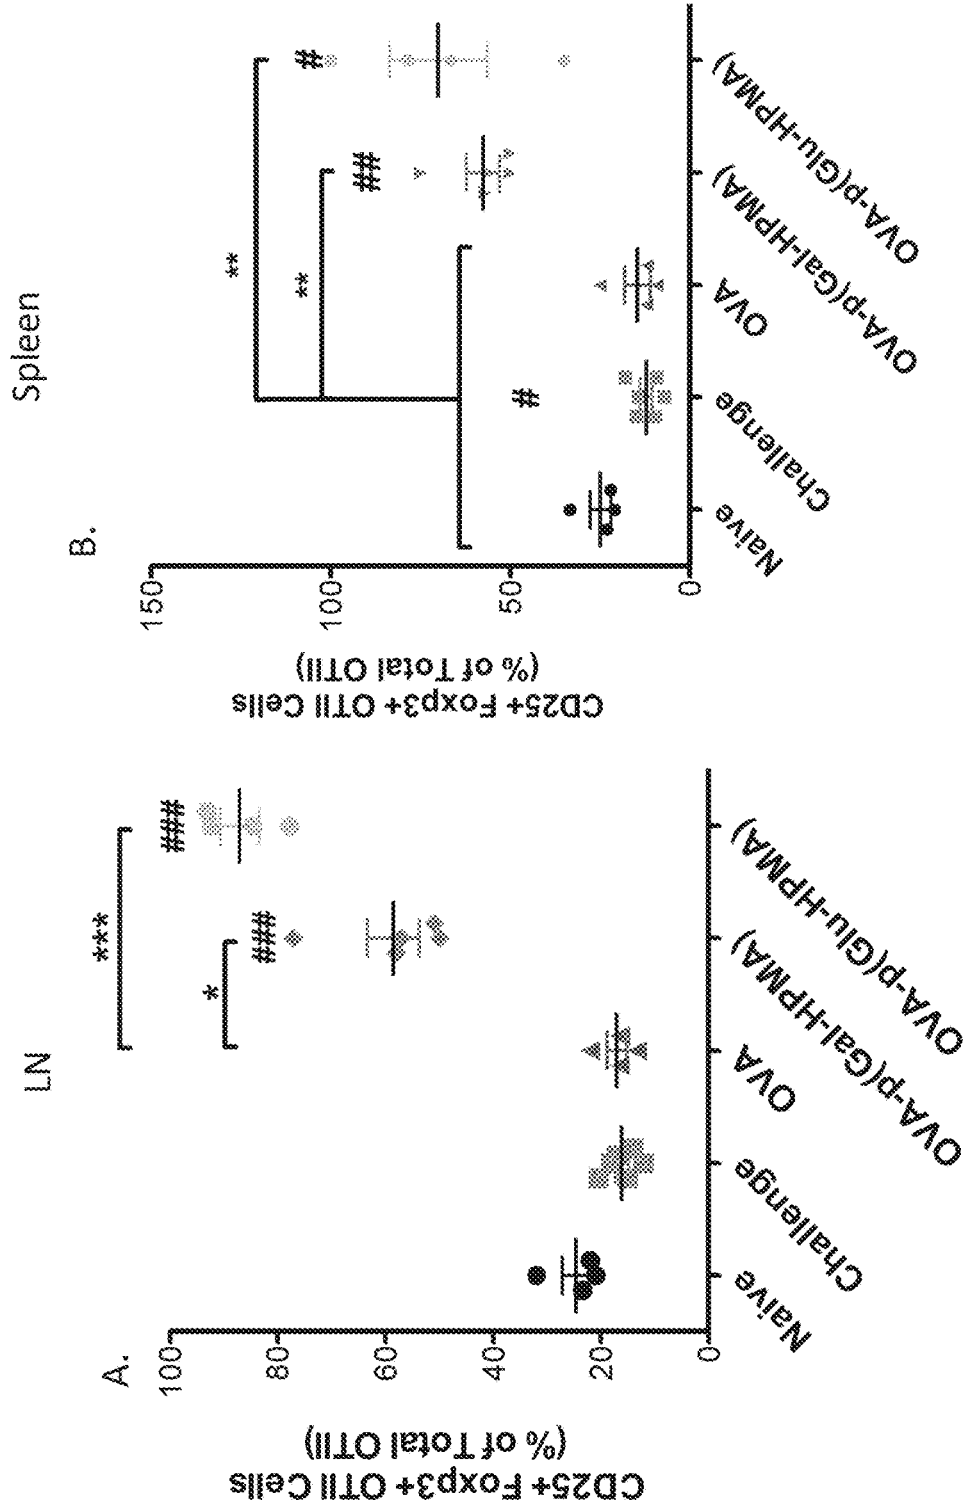 A.
LN
CD25+ Foxp3+ OTII Cells
(% of Total OTII)
100
80
60
40
20
0
***
*
###
###
Naive
Challenge
OVA
OVA-p(Gal-HPMA)
OVA-p(Glu-HPMA)
B.
Spleen
CD25+ Foxp3+ OTII Cells
(% of Total OTII)
150
100
50
0
**
**
#
##
#
Naive
Challenge
OVA
OVA-p(Gal-HPMA)
OVA-p(Glu-HPMA)